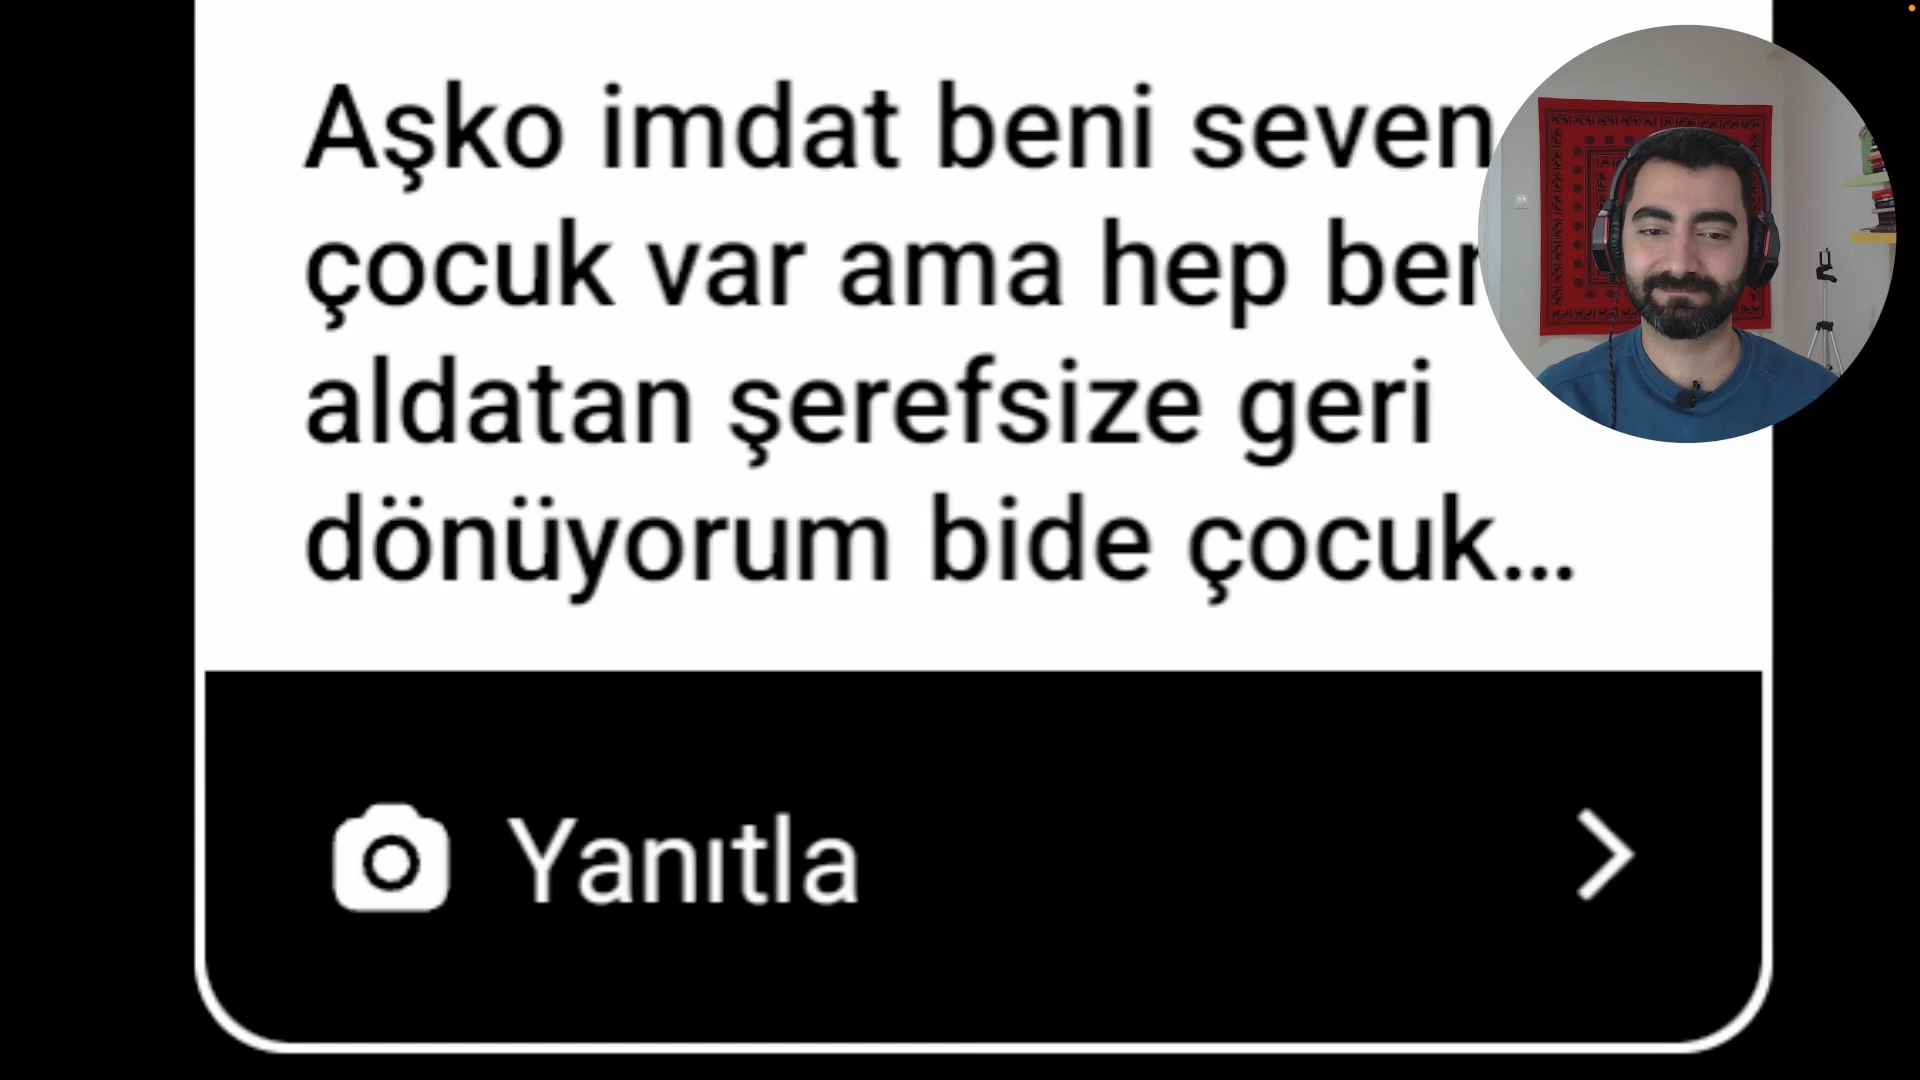 Aşko imdat beni seven
çocuk var ama hep
aldatan şerefsize geri
dönüyorum bide çocuk...
Yanıtla